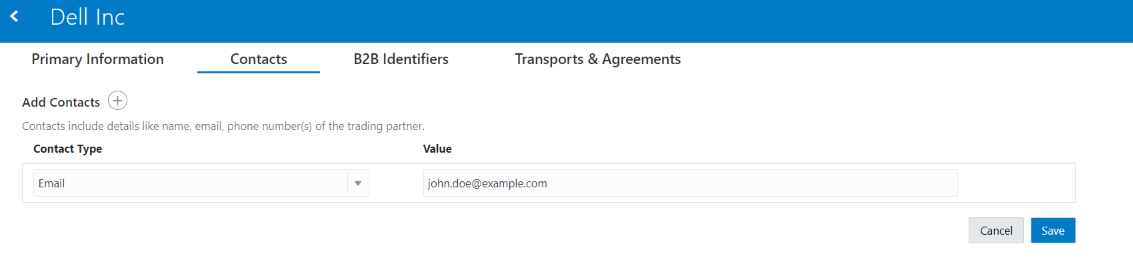 Dell Inc
Primary Information Contacts B2B Identifiers Transports & Agreements
Add Contacts
Contacts include details like name, email, phone number(s) of the trading partner.
Contact Type Value
Email john.doe@example.com
Cancel Save